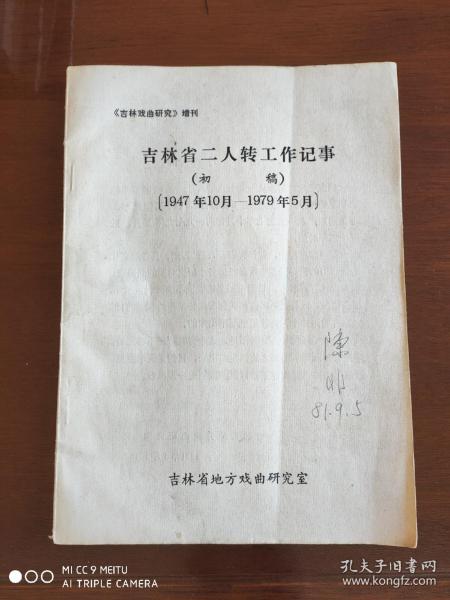 《吉林戏曲研究》增刊
吉林省二人转工作记事
(初 稿)
〔1947年10月—1979年5月〕
81.9.5
吉林省地方戏曲研究室
MI CC 9 MEITU
AI TRIPLE CAMERA
孔夫子旧书网
www.kongfz.com